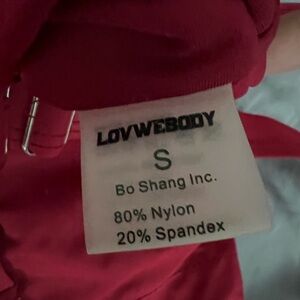 LOVWEBODY
S
Bo Shang Inc.
80% Nylon
20% Spandex